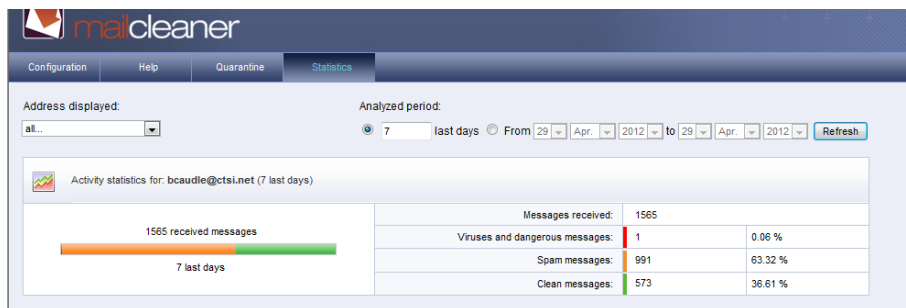 mailcleaner
Configuration Help Quarantine Statistics
Address displayed: Analyzed period:
all... 7 last days From 29 Apr. 2012 to 29 Apr. 2012 Refresh
Activity statistics for: bcaudle@ctsi.net (7 last days)
Messages received: 1565
1565 received messages
Viruses and dangerous messages: 1 0.06 %
Spam messages: 991 63.32 %
7 last days
Clean messages: 573 36.61 %